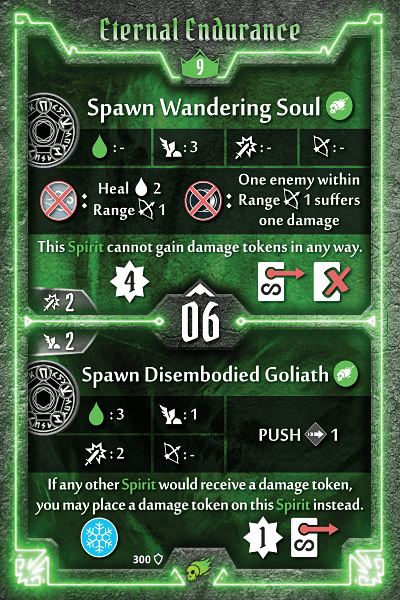 Eternal Endurance
9
Spawn Wandering Soul
: - : 3 : - : -
: Heal 2
Range 1
: One enemy within
Range 1 suffers
one damage
This Spirit cannot gain damage tokens in any way.
4 S
2
06
2
Spawn Disembodied Goliath
: 3 : 1
: 2 : -
PUSH 1
If any other Spirit would receive a damage token,
you may place a damage token on this Spirit instead.
1 S
300